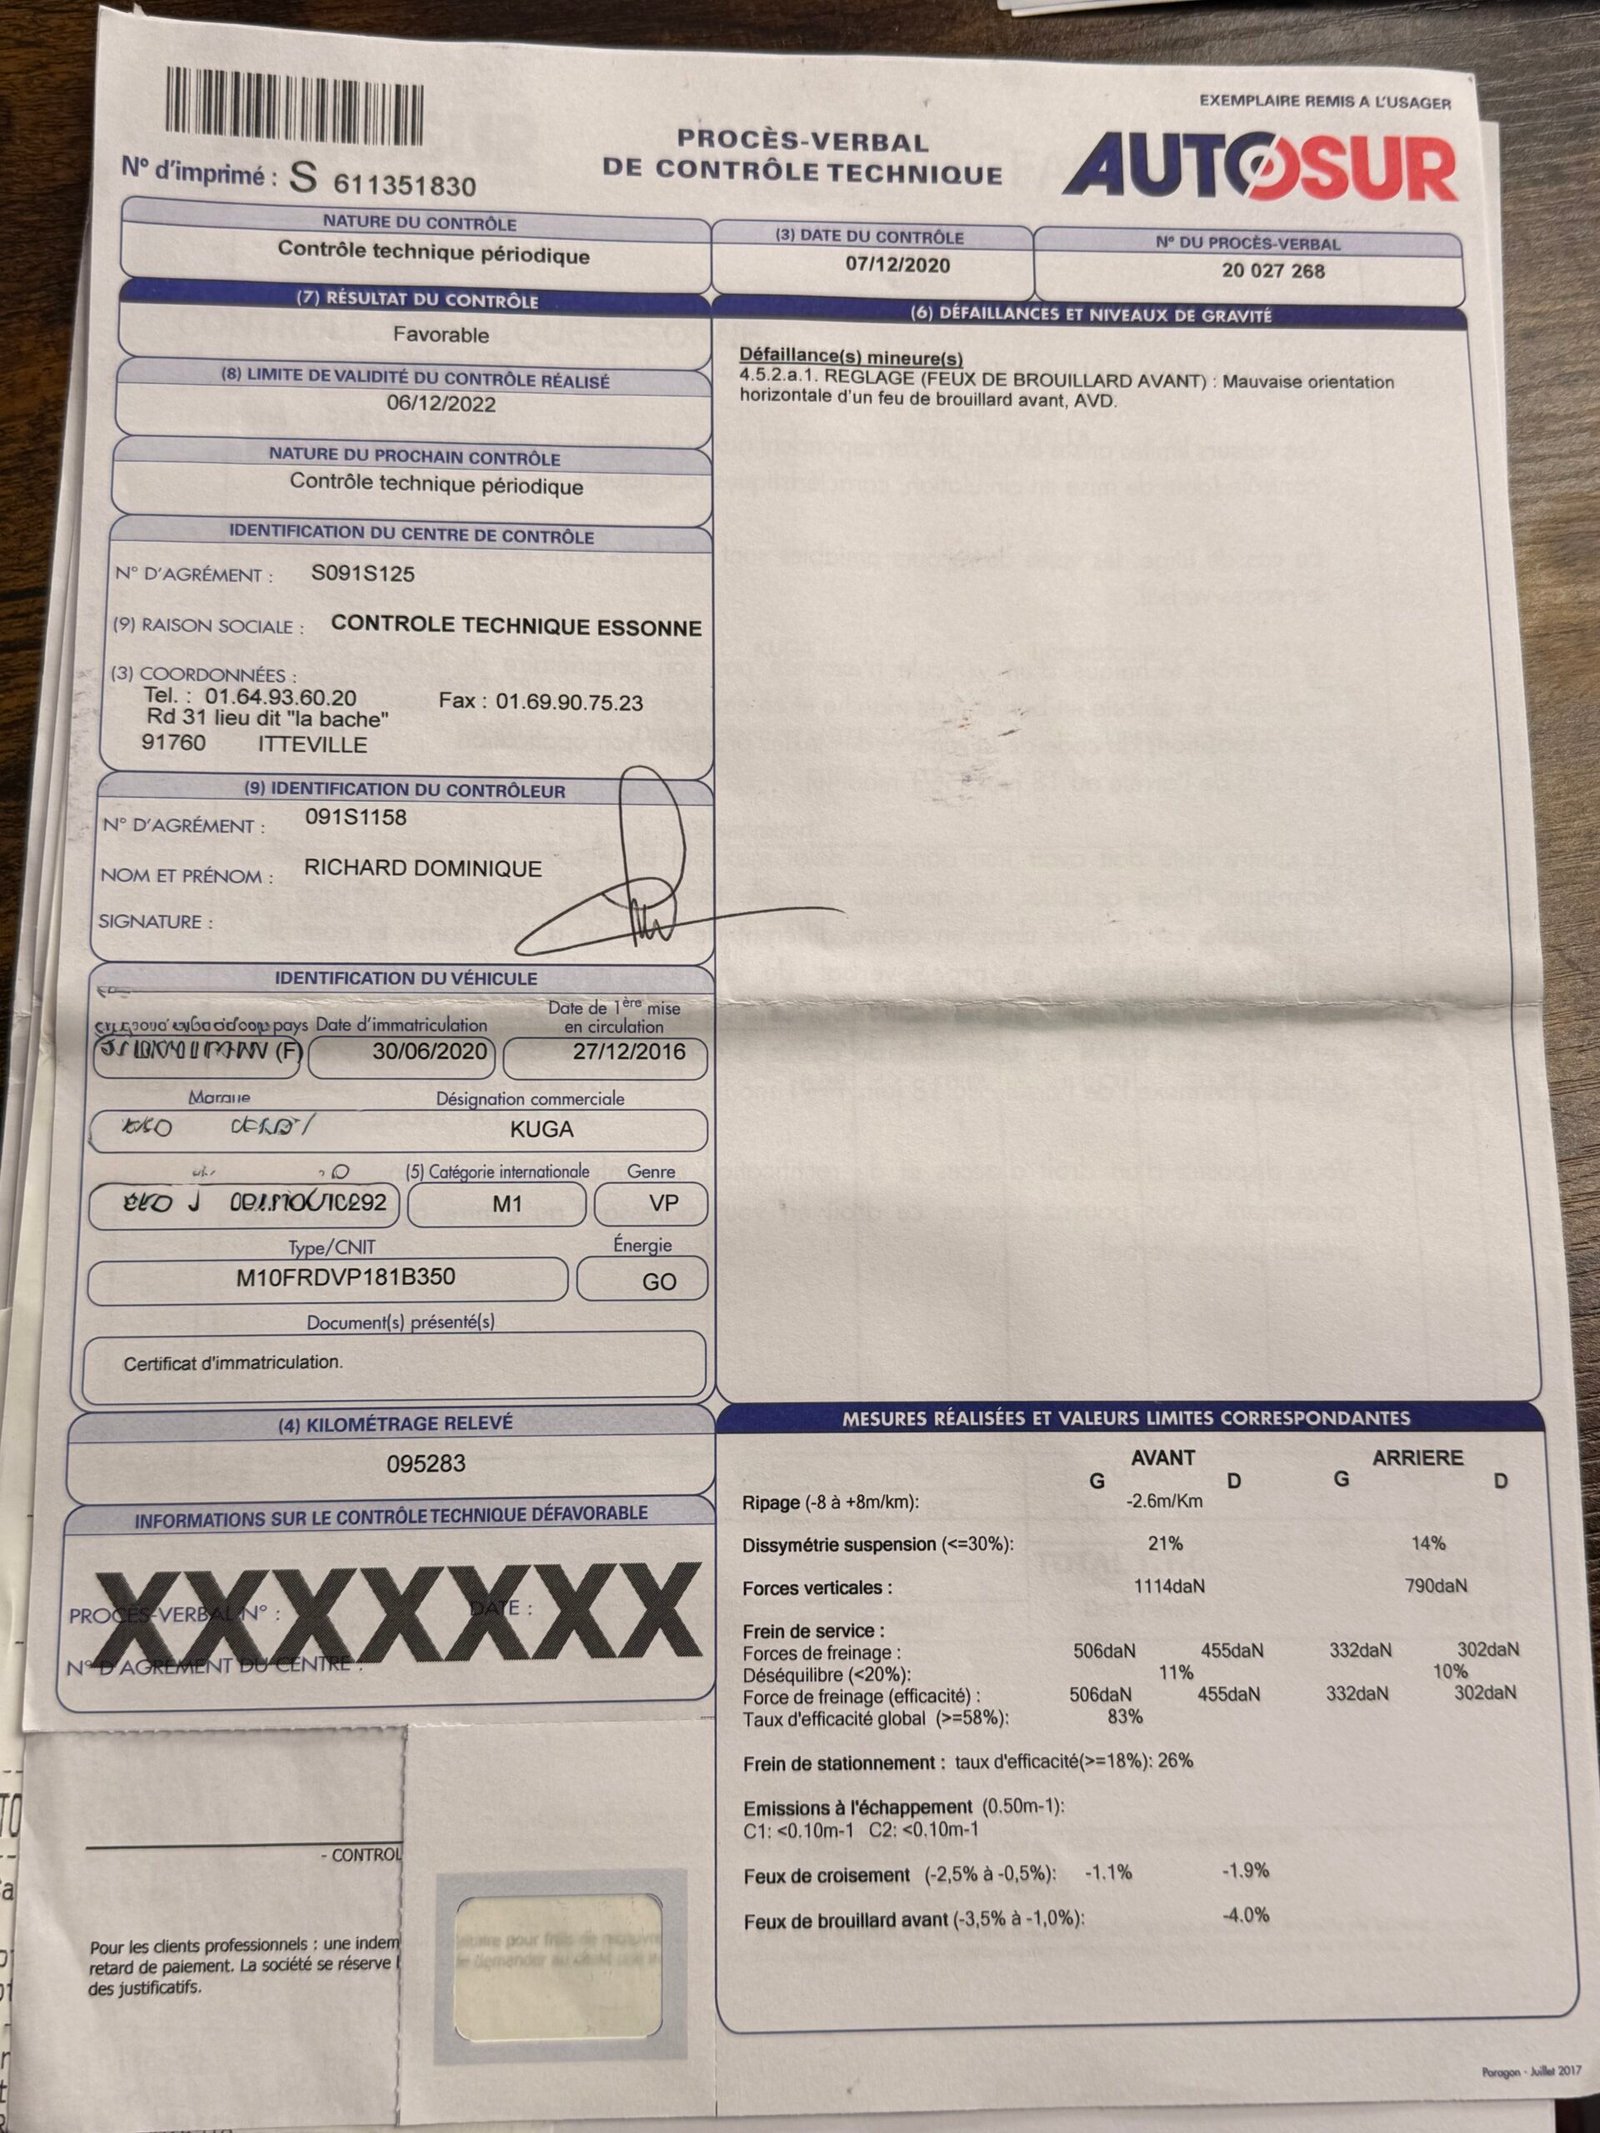 EXEMPLAIRE REMIS A L'USAGER
N° d'imprimé : S 611351830
PROCÈS-VERBAL
DE CONTRÔLE TECHNIQUE
AUTOSUR
NATURE DU CONTRÔLE
Contrôle technique périodique
(3) DATE DU CONTRÔLE
07/12/2020
N° DU PROCÈS-VERBAL
20 027 268
(7) RÉSULTAT DU CONTRÔLE
Favorable
(8) LIMITE DE VALIDITÉ DU CONTRÔLE RÉALISÉ
06/12/2022
NATURE DU PROCHAIN CONTRÔLE
Contrôle technique périodique
IDENTIFICATION DU CENTRE DE CONTRÔLE
N° D'AGRÉMENT : S091S125
(9) RAISON SOCIALE : CONTROLE TECHNIQUE ESSONNE
(3) COORDONNÉES :
Tel. : 01.64.93.60.20 Fax : 01.69.90.75.23
Rd 31 lieu dit "la bache"
91760 ITTEVILLE
(9) IDENTIFICATION DU CONTRÔLEUR
N° D'AGRÉMENT : 091S1158
NOM ET PRÉNOM : RICHARD DOMINIQUE
SIGNATURE :
IDENTIFICATION DU VÉHICULE
pays Date d'immatriculation Date de 1ère mise
en circulation
(F) 30/06/2020 27/12/2016
Marque Désignation commerciale
KUGA
(5) Catégorie internationale Genre
M1 VP
Type/CNIT Énergie
M10FRDVP181B350 GO
Document(s) présenté(s)
Certificat d'immatriculation.
(4) KILOMÉTRAGE RELEVÉ
095283
INFORMATIONS SUR LE CONTRÔLE TECHNIQUE DÉFAVORABLE
XXXXXXX
PROCÈS-VERBAL N° : DATE :
N° D'AGRÉMENT DU CENTRE :
(6) DÉFAILLANCES ET NIVEAUX DE GRAVITÉ
Défaillance(s) mineure(s)
4.5.2.a.1. REGLAGE (FEUX DE BROUILLARD AVANT) : Mauvaise orientation
horizontale d'un feu de brouillard avant, AVD.
MESURES RÉALISÉES ET VALEURS LIMITES CORRESPONDANTES
AVANT ARRIERE
G D G D
Ripage (-8 à +8m/km): -2.6m/Km
Dissymétrie suspension (<=30%): 21% 14%
Forces verticales : 1114daN 790daN
Frein de service :
Forces de freinage : 506daN 455daN 332daN 302daN
Déséquilibre (<20%): 11% 10%
Force de freinage (efficacité) : 506daN 455daN 332daN 302daN
Taux d'efficacité global (>=58%): 83%
Frein de stationnement : taux d'efficacité(>=18%): 26%
Emissions à l'échappement (0.50m-1):
C1: <0.10m-1 C2: <0.10m-1
Feux de croisement (-2,5% à -0,5%): -1.1% -1.9%
Feux de brouillard avant (-3,5% à -1,0%): -4.0%
- CONTROL
Pour les clients professionnels : une indem
retard de paiement. La société se réserve l
des justificatifs.
Paragon - Juillet 2017